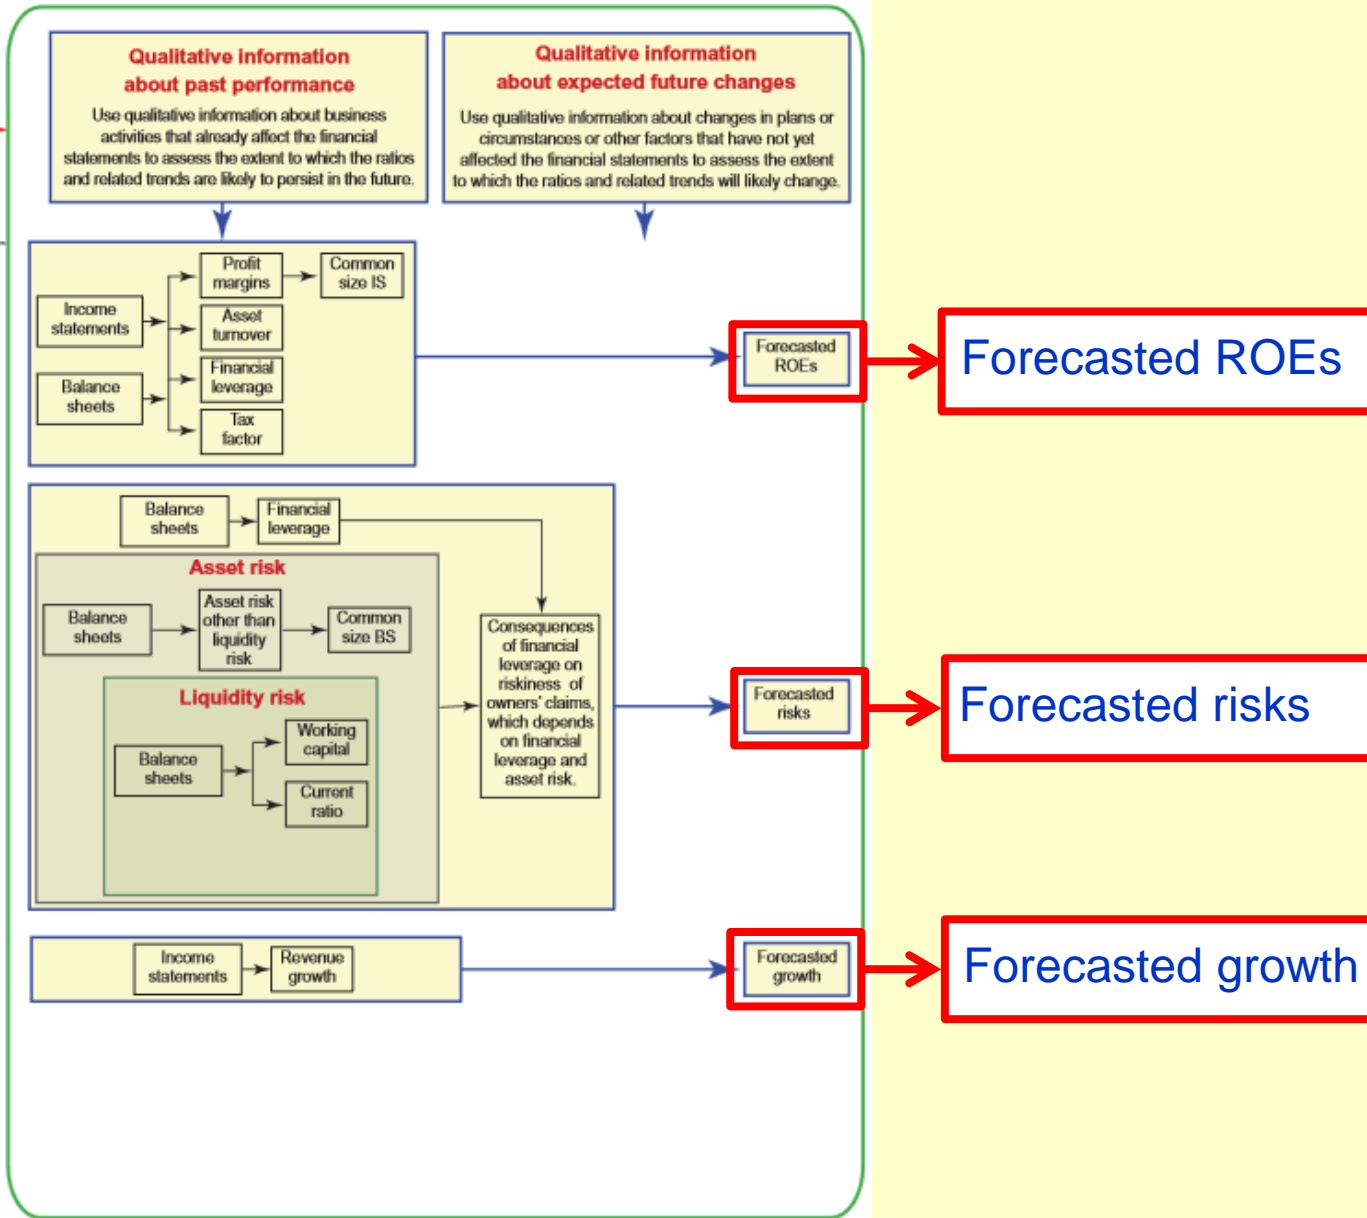 Qualitative information
about past performance
Use qualitative information about business
activities that already affect the financial
statements to assess the extent to which the ratios
and related trends are likely to persist in the future.
Qualitative information
about expected future changes
Use qualitative information about changes in plans or
circumstances or other factors that have not yet
affected the financial statements to assess the extent
to which the ratios and related trends will likely change.
Income
statements
Balance
sheets
Profit
margins
Common
size IS
Asset
turnover
Financial
leverage
Tax
factor
Forecasted
ROEs
Forecasted ROEs
Balance
sheets
Financial
leverage
Asset risk
Balance
sheets
Asset risk
other than
liquidity
risk
Common
size BS
Liquidity risk
Balance
sheets
Working
capital
Current
ratio
Consequences
of financial
leverage on
riskiness of
owners' claims,
which depends
on financial
leverage and
asset risk.
Forecasted
risks
Forecasted risks
Income
statements
Revenue
growth
Forecasted
growth
Forecasted growth